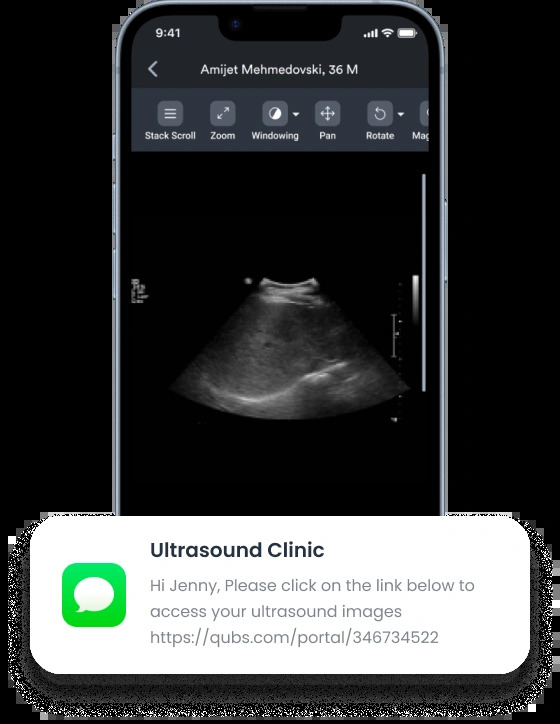 9:41
Amijet Mehmedovski, 36 M
Stack Scroll Zoom Windowing Pan Rotate Mag
Ultrasound Clinic
Hi Jenny, Please click on the link below to
access your ultrasound images
https://qubs.com/portal/346734522